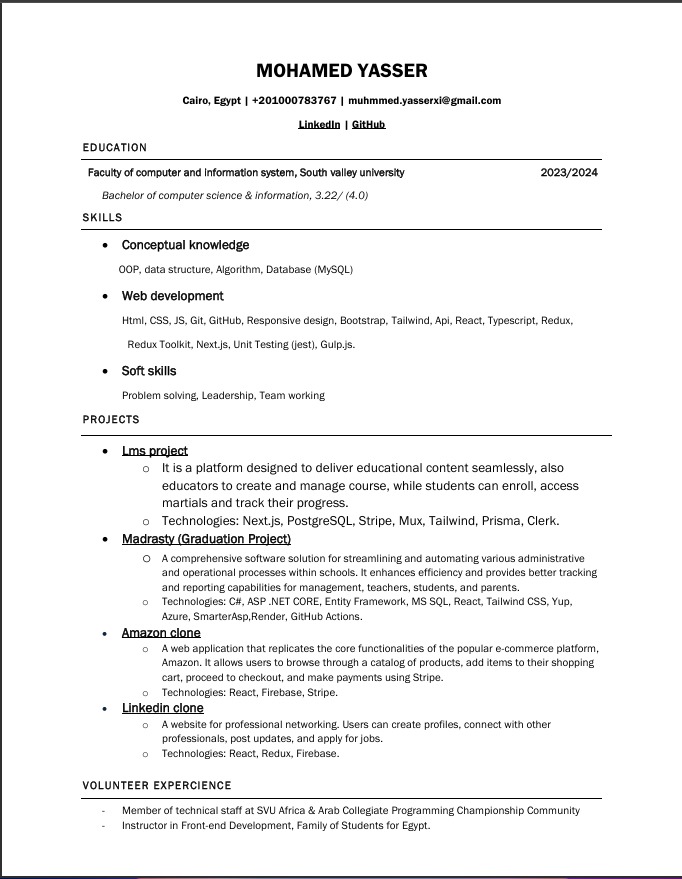 MOHAMED YASSER
Cairo, Egypt | +201000783767 | muhmmed.yasserxi@gmail.com
LinkedIn | GitHub
EDUCATION
Faculty of computer and information system, South valley university 2023/2024
Bachelor of computer science & information, 3.22/ (4.0)
SKILLS
• Conceptual knowledge
OOP, data structure, Algorithm, Database (MySQL)
• Web development
Html, CSS, JS, Git, GitHub, Responsive design, Bootstrap, Tailwind, Api, React, Typescript, Redux,
Redux Toolkit, Next.js, Unit Testing (jest), Gulp.js.
• Soft skills
Problem solving, Leadership, Team working
PROJECTS
• Lms project
o It is a platform designed to deliver educational content seamlessly, also
educators to create and manage course, while students can enroll, access
martials and track their progress.
o Technologies: Next.js, PostgreSQL, Stripe, Mux, Tailwind, Prisma, Clerk.
• Madrasty (Graduation Project)
o A comprehensive software solution for streamlining and automating various administrative
and operational processes within schools. It enhances efficiency and provides better tracking
and reporting capabilities for management, teachers, students, and parents.
o Technologies: C#, ASP .NET CORE, Entity Framework, MS SQL, React, Tailwind CSS, Yup,
Azure, SmarterAsp,Render, GitHub Actions.
• Amazon clone
o A web application that replicates the core functionalities of the popular e-commerce platform,
Amazon. It allows users to browse through a catalog of products, add items to their shopping
cart, proceed to checkout, and make payments using Stripe.
o Technologies: React, Firebase, Stripe.
• Linkedin clone
o A website for professional networking. Users can create profiles, connect with other
professionals, post updates, and apply for jobs.
o Technologies: React, Redux, Firebase.
VOLUNTEER EXPERCIENCE
- Member of technical staff at SVU Africa & Arab Collegiate Programming Championship Community
- Instructor in Front-end Development, Family of Students for Egypt.